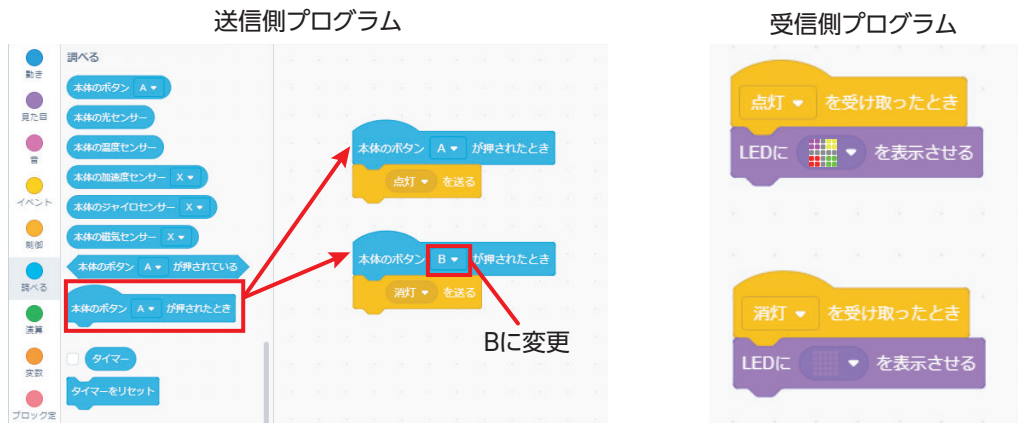 送信側プログラム
受信側プログラム
動き
見た目
音
イベント
制御
調べる
演算
変数
ブロック定
調べる
本体のボタン A
本体の光センサー
本体の温度センサー
本体の加速度センサー X
本体のジャイロセンサー X
本体の磁気センサー X
本体のボタン A が押されている
本体のボタン A が押されたとき
タイマー
タイマーをリセット
本体のボタン A が押されたとき
点灯 を送る
本体のボタン B が押されたとき
消灯 を送る
Bに変更
点灯 を受け取ったとき
LEDに を表示させる
消灯 を受け取ったとき
LEDに を表示させる